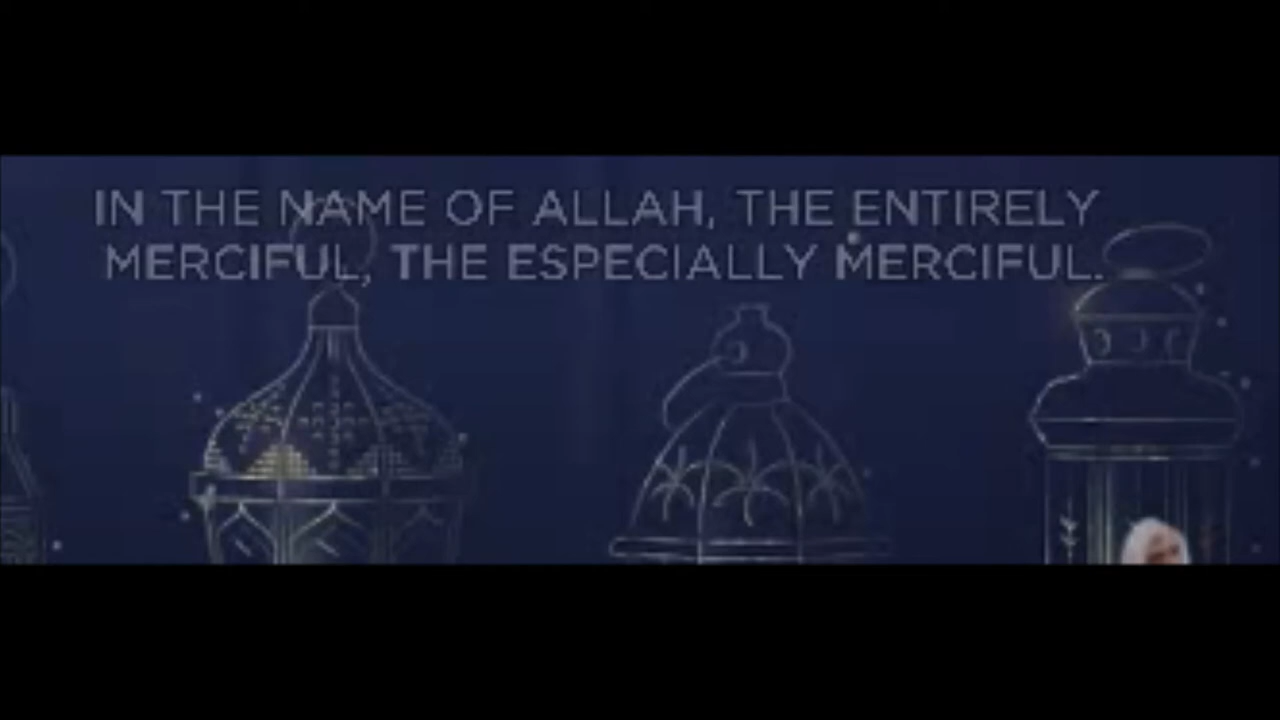 IN THE NAME OF ALLAH, THE ENTIRELY
MERCIFUL, THE ESPECIALLY MERCIFUL.